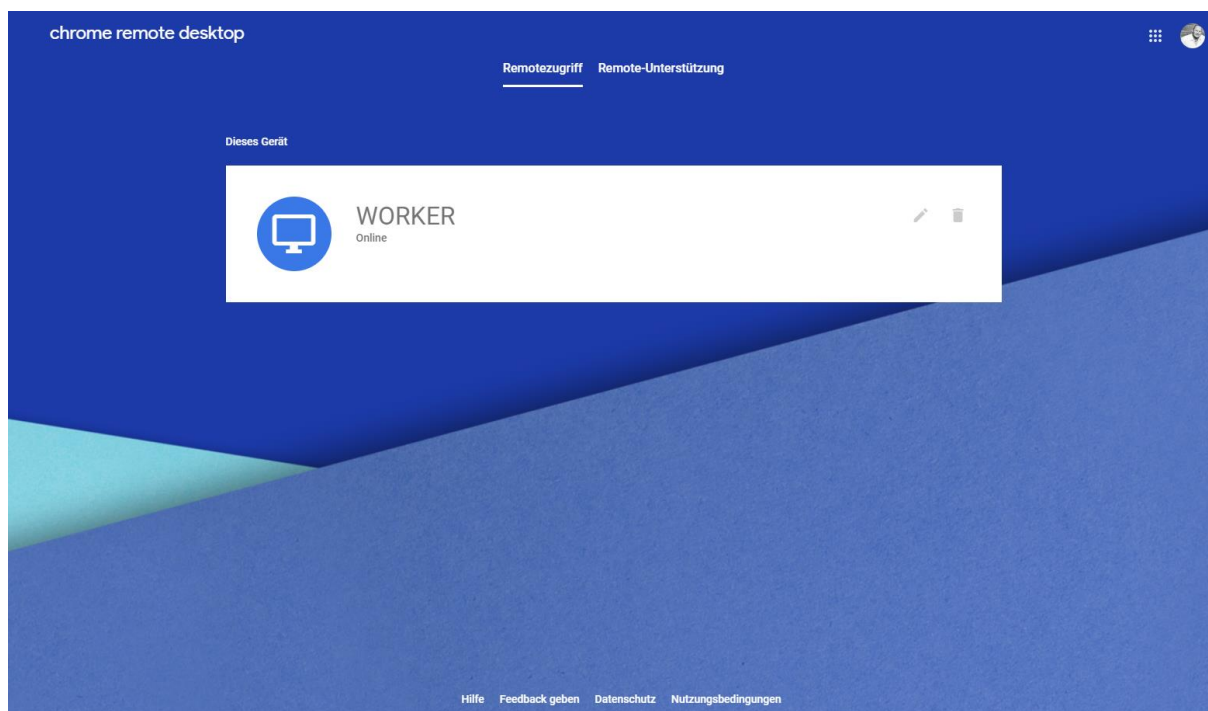 chrome remote desktop
Remotezugriff Remote-Unterstützung
Dieses Gerät
WORKER
Online
Hilfe Feedback geben Datenschutz Nutzungsbedingungen